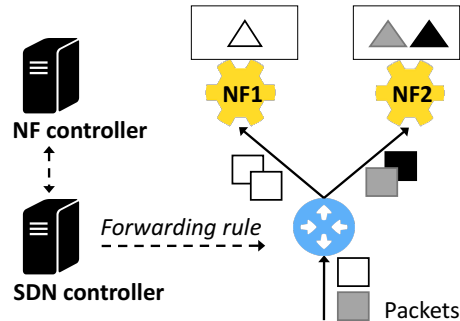 NF1
NF2
NF controller
Forwarding rule
SDN controller
Packets